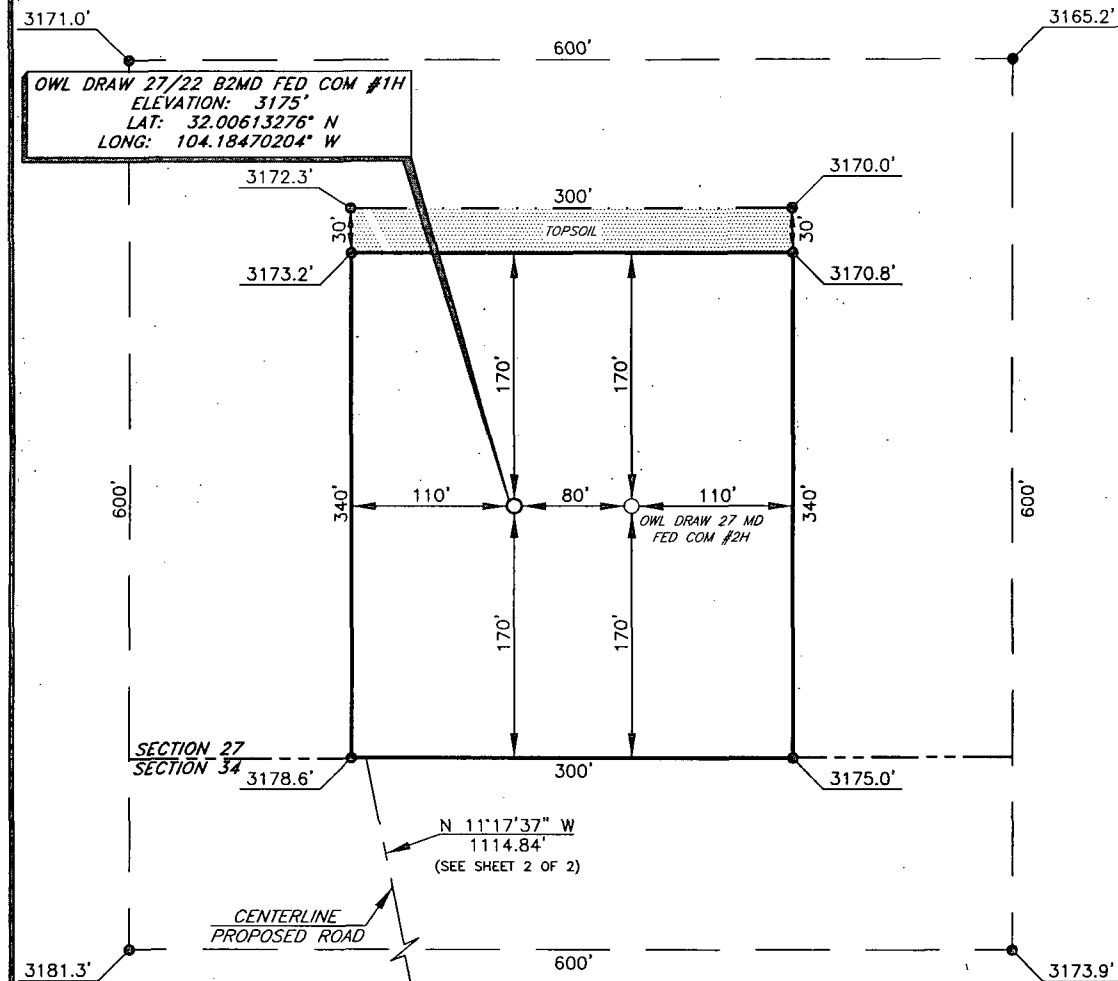 3171.0'
3165.2'
600'
OWL DRAW 27/22 B2MD FED COM #1H
ELEVATION: 3175'
LAT: 32.00613276° N
LONG: 104.18470204° W
3172.3'
300'
3170.0'
30'
TOPSOIL
30'
3173.2'
3170.8'
170'
170'
600'
340'
110'
80'
110'
340'
600'
OWL DRAW 27 MD
FED COM #2H
170'
170'
SECTION 27
SECTION 34
3178.6'
300'
3175.0'
N 11°17'37" W
1114.84'
(SEE SHEET 2 OF 2)
CENTERLINE
PROPOSED ROAD
3181.3'
600'
3173.9'